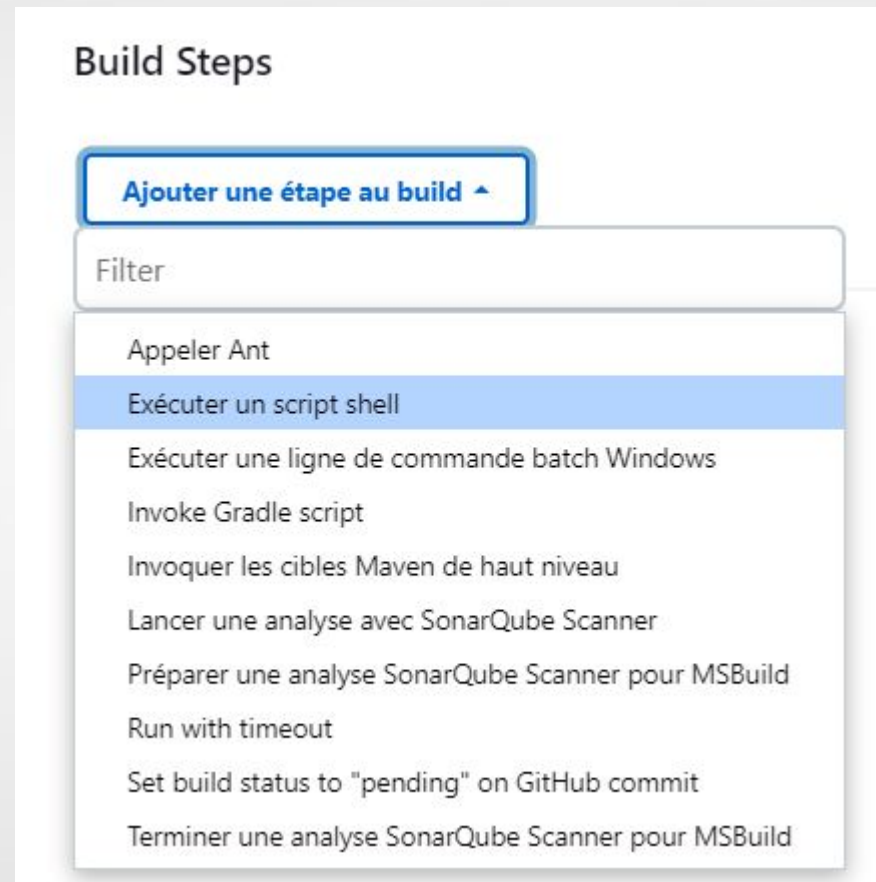 Build Steps
Ajouter une étape au build
Filter
Appeler Ant
Exécuter un script shell
Exécuter une ligne de commande batch Windows
Invoke Gradle script
Invoquer les cibles Maven de haut niveau
Lancer une analyse avec SonarQube Scanner
Préparer une analyse SonarQube Scanner pour MSBuild
Run with timeout
Set build status to "pending" on GitHub commit
Terminer une analyse SonarQube Scanner pour MSBuild